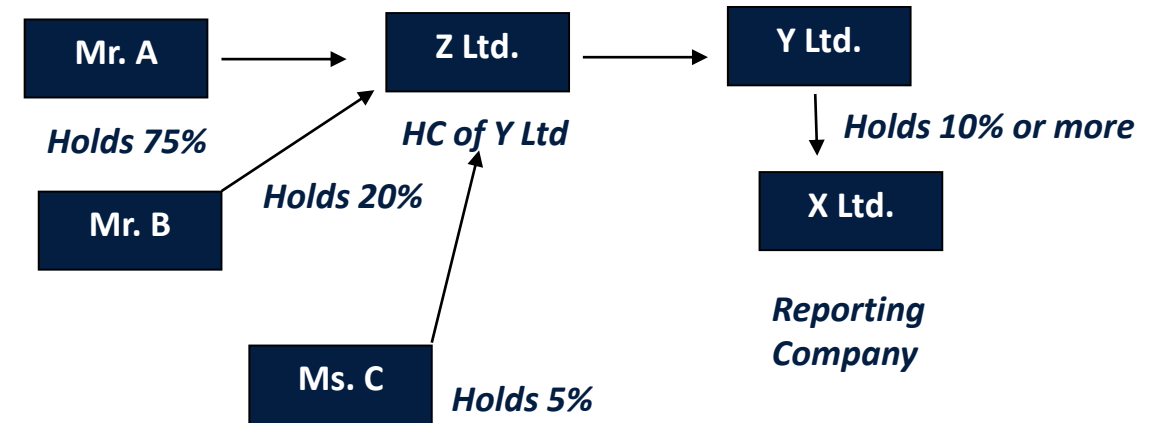 Mr. A
Z Ltd.
Y Ltd.
Holds 75%
HC of Y Ltd
Holds 10% or more
Mr. B
Holds 20%
X Ltd.
Reporting
Company
Ms. C
Holds 5%